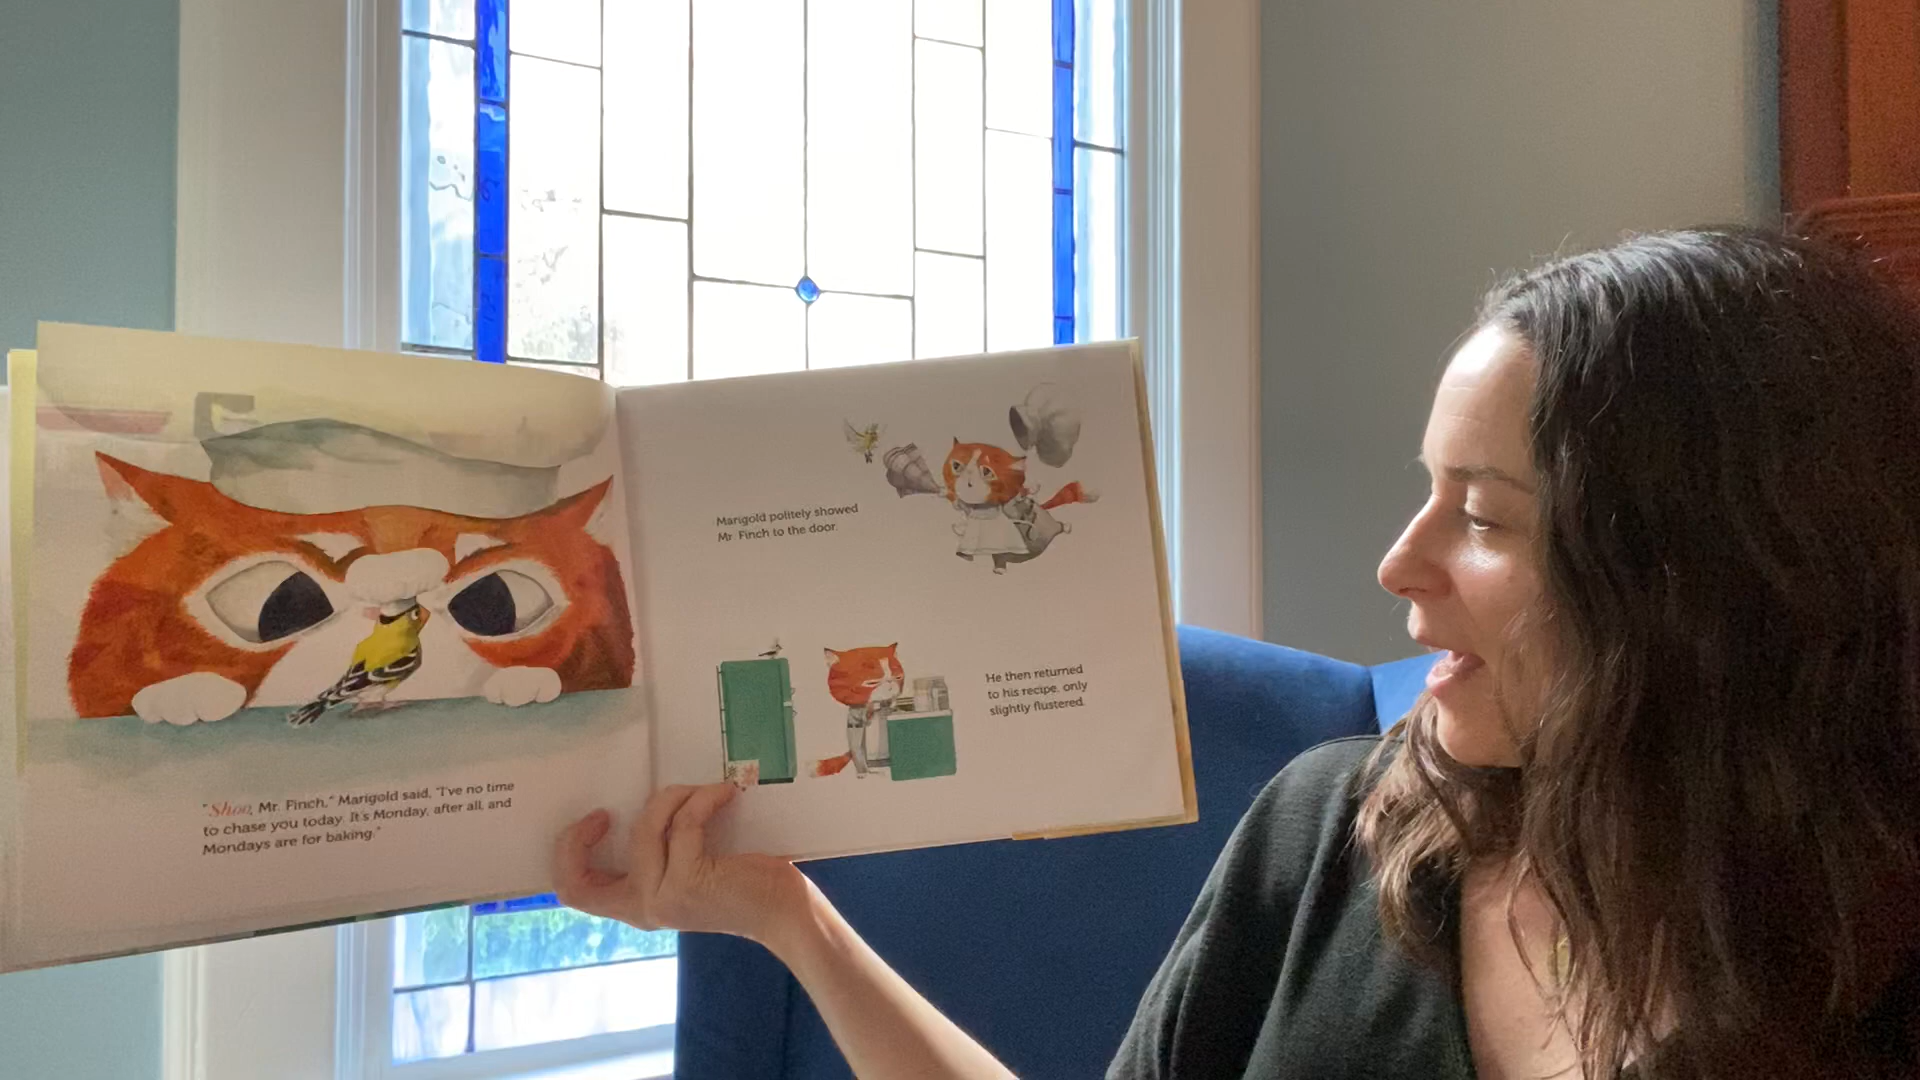 "Shoo, Mr. Finch," Marigold said, "I've no time
to chase you today. It's Monday, after all, and
Mondays are for baking."
Marigold politely showed
Mr. Finch to the door.
He then returned
to his recipe, only
slightly flustered.